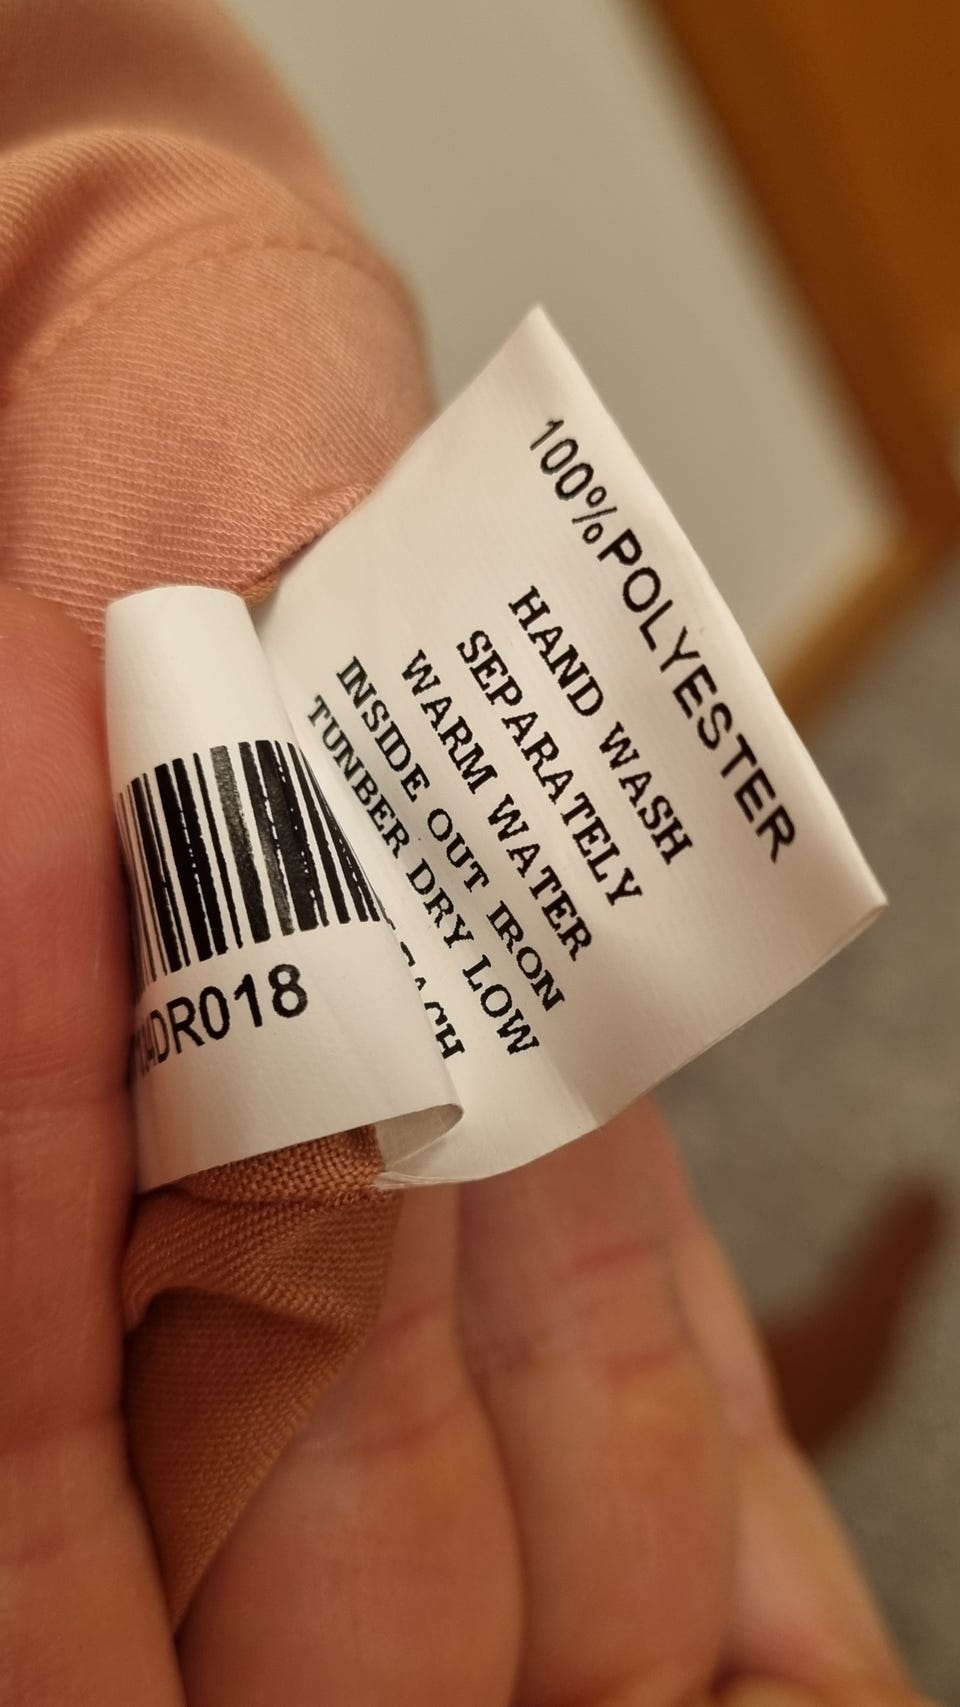 100% POLYESTER
HAND WASH
SEPARATELY
WARM WATER
INSIDE OUT IRON
TUNBER DRY LOW
DR018